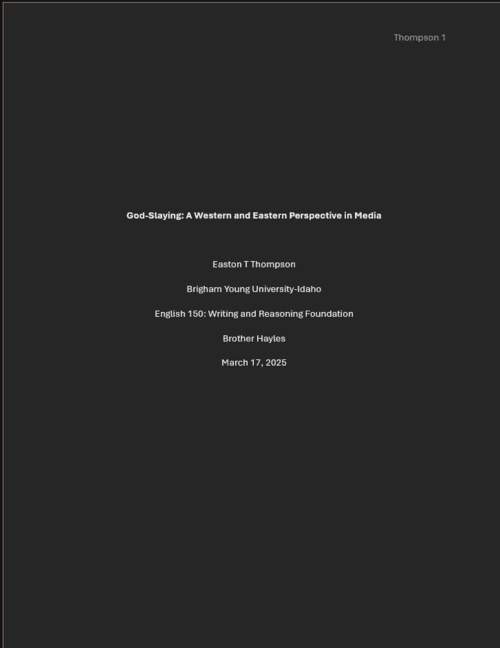 Thompson 1
God-Slaying: A Western and Eastern Perspective in Media
Easton T Thompson
Brigham Young University-Idaho
English 150: Writing and Reasoning Foundation
Brother Hayles
March 17, 2025